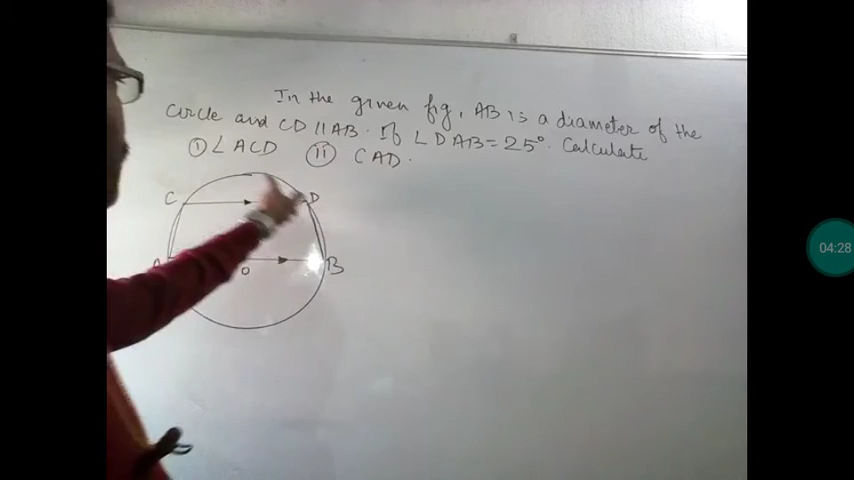 In the given fig, AB is a diameter of the
circle and CD || AB. If ∠DAB = 25°. Calculate
(i) ∠ACD (ii) CAD.
C D
A O B
04:28